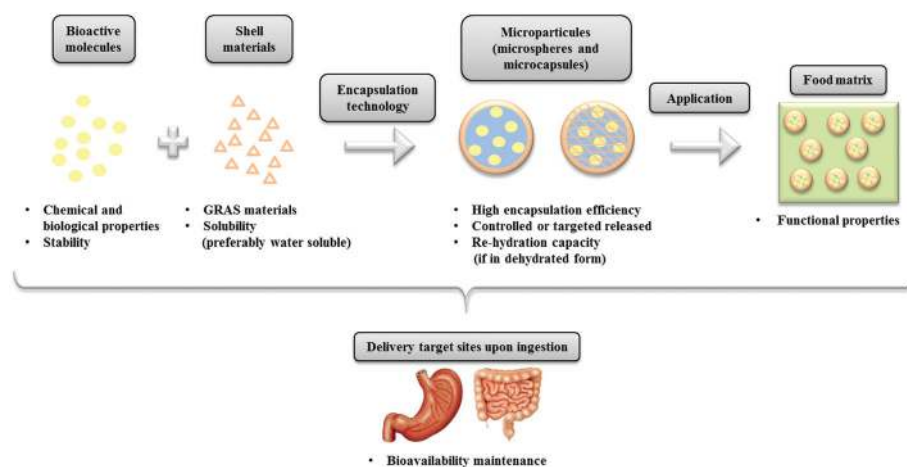 Bioactive
molecules
Shell
materials
Encapsulation
technology
Microparticules
(microspheres and
microcapsules)
Application
Food matrix
• Chemical and
biological properties
• Stability
• GRAS materials
• Solubility
(preferably water soluble)
• High encapsulation efficiency
• Controlled or targeted released
• Re-hydration capacity
(if in dehydrated form)
• Functional properties
Delivery target sites upon ingestion
• Bioavailability maintenance